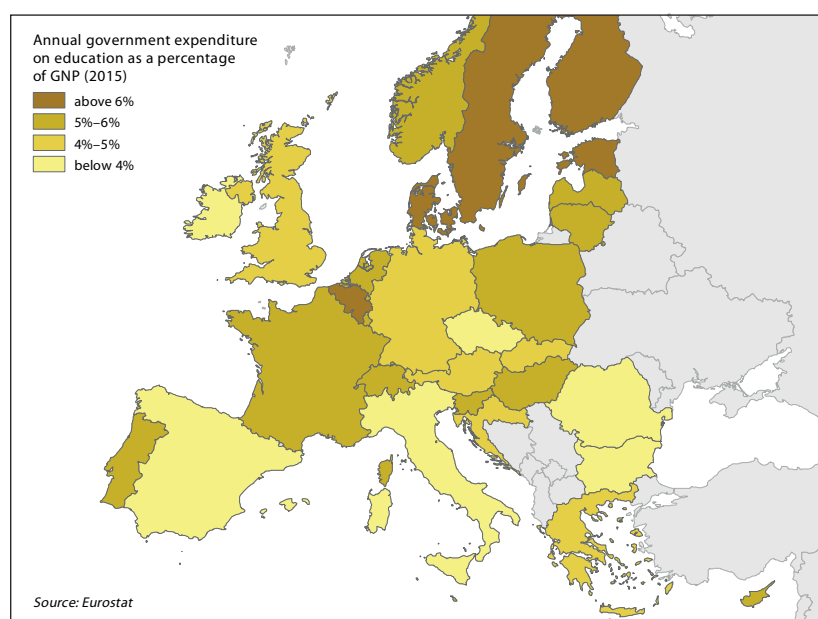 Annual government expenditure
on education as a percentage
of GNP (2015)
above 6%
5%–6%
4%–5%
below 4%
Source: Eurostat